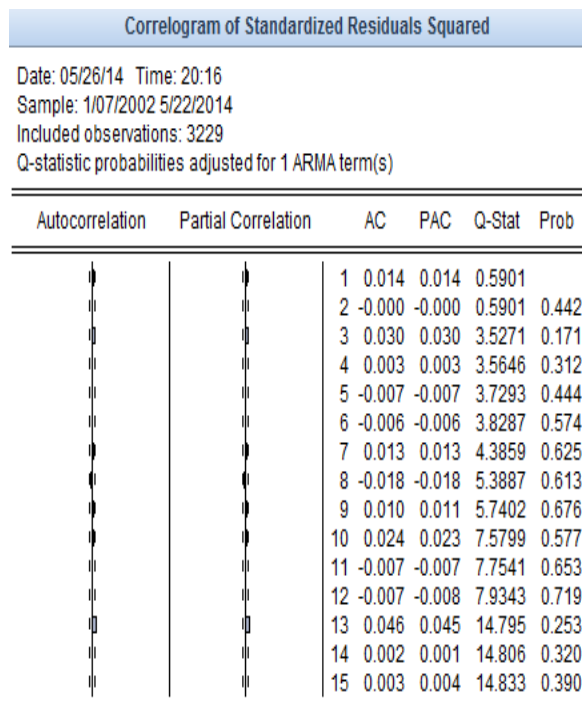 Correlogram of Standardized Residuals Squared
Date: 05/26/14 Time: 20:16
Sample: 1/07/2002 5/22/2014
Included observations: 3229
Q-statistic probabilities adjusted for 1 ARMA term(s)
Autocorrelation Partial Correlation AC PAC Q-Stat Prob
1 0.014 0.014 0.5901
2 -0.000 -0.000 0.5901 0.442
3 0.030 0.030 3.5271 0.171
4 0.003 0.003 3.5646 0.312
5 -0.007 -0.007 3.7293 0.444
6 -0.006 -0.006 3.8287 0.574
7 0.013 0.013 4.3859 0.625
8 -0.018 -0.018 5.3887 0.613
9 0.010 0.011 5.7402 0.676
10 0.024 0.023 7.5799 0.577
11 -0.007 -0.007 7.7541 0.653
12 -0.007 -0.008 7.9343 0.719
13 0.046 0.045 14.795 0.253
14 0.002 0.001 14.806 0.320
15 0.003 0.004 14.833 0.390